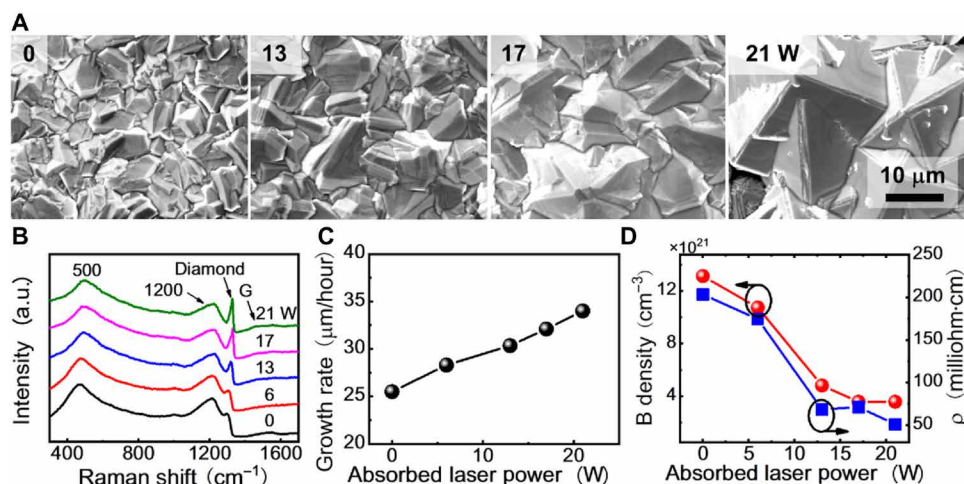 A
0
13
17
21 W
10 μm
B
Intensity (a.u.)
500
1200
Diamond
G
21 W
17
13
6
0
400 800 1200 1600
Raman shift (cm⁻¹)
C
Growth rate (μm/hour)
40
35
30
25
20
0 5 10 15 20
Absorbed laser power (W)
D
×10²¹
B density (cm⁻³)
12
8
4
250
200
150
100
50
ρ (milliohm·cm)
0 5 10 15 20
Absorbed laser power (W)